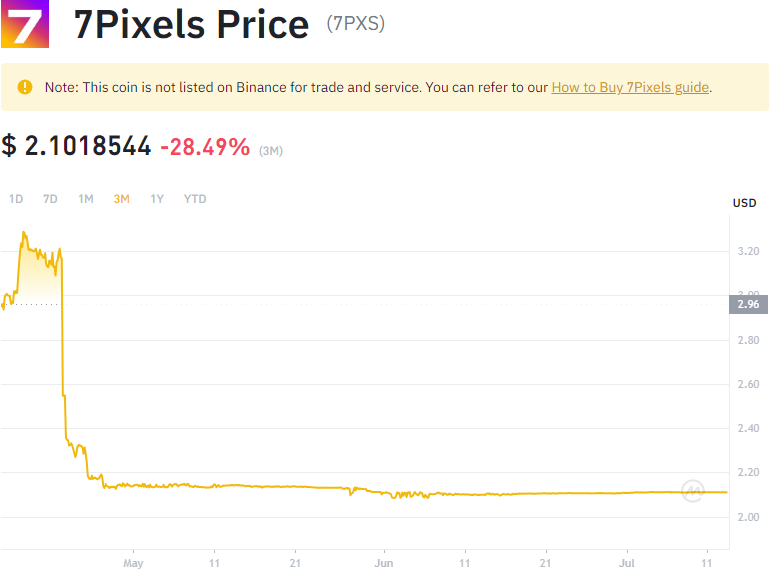 7
7Pixels Price (7PXS)
Note: This coin is not listed on Binance for trade and service. You can refer to our How to Buy 7Pixels guide.
$ 2.1018544 -28.49% (3M)
1D 7D 1M 3M 1Y YTD
USD
3.20
3.00
2.96
2.80
2.60
2.40
2.20
2.00
May 11 21 Jun 11 21 Jul 11